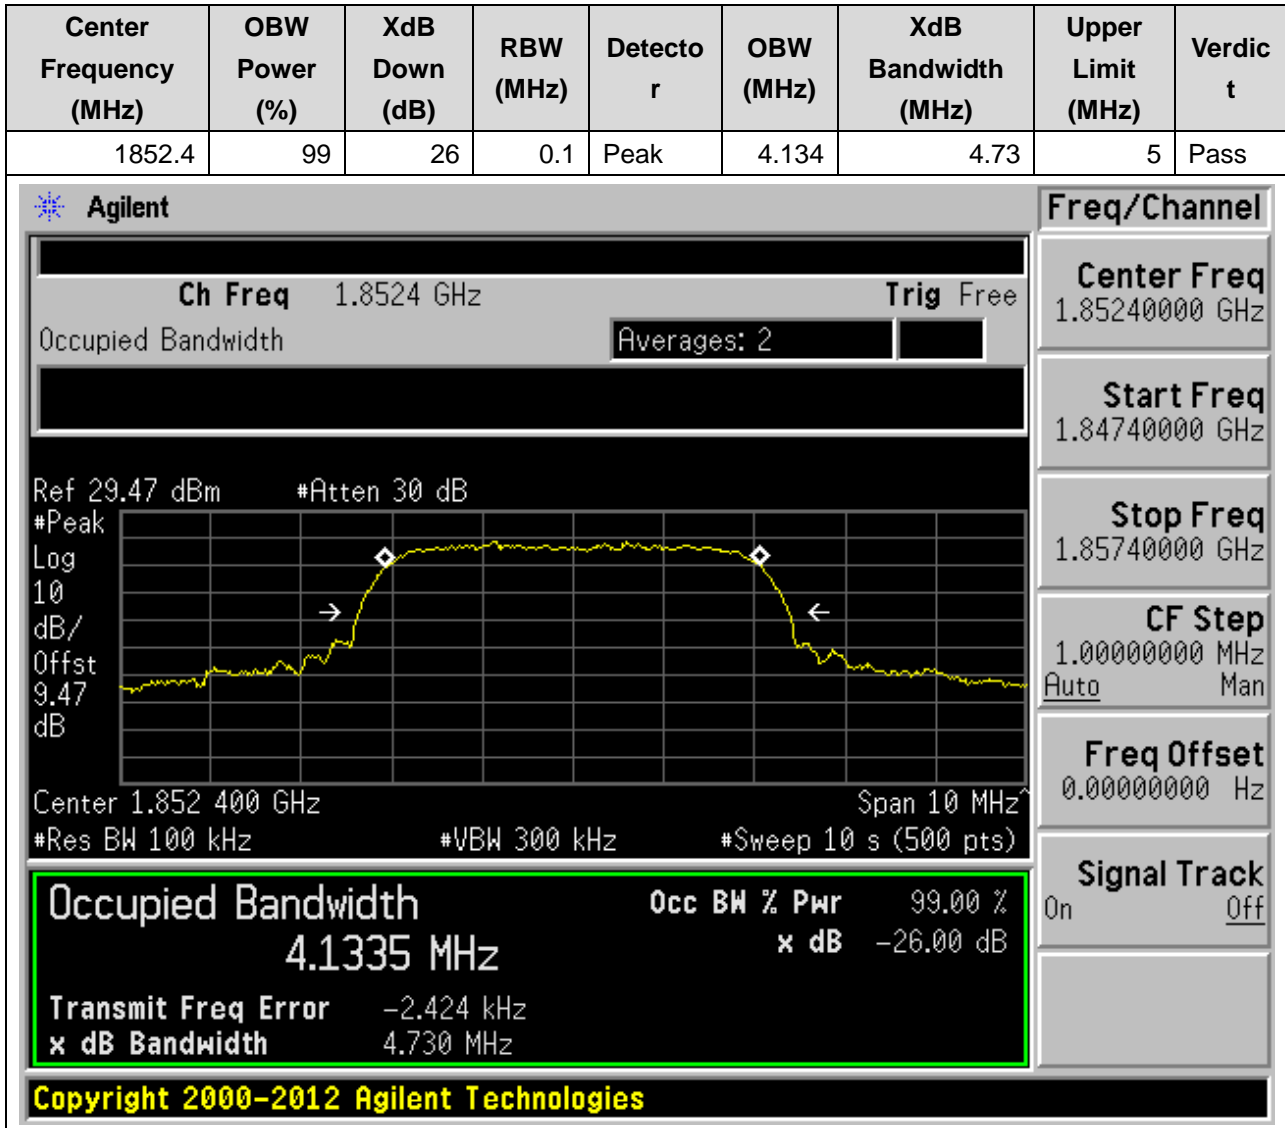 Center Frequency (MHz) OBW Power (%) XdB Down (dB) RBW (MHz) Detecto r OBW (MHz) XdB Bandwidth (MHz) Upper Limit (MHz) Verdic t
1852.4 99 26 0.1 Peak 4.134 4.73 5 Pass
Agilent
Ch Freq 1.8524 GHz Trig Free
Occupied Bandwidth Averages: 2
Ref 29.47 dBm #Atten 30 dB
#Peak
Log
10
dB/
Offst
9.47
dB
Center 1.852 400 GHz Span 10 MHz^
#Res BW 100 kHz #VBW 300 kHz #Sweep 10 s (500 pts)
Occupied Bandwidth Occ BW % Pwr 99.00 %
4.1335 MHz x dB -26.00 dB
Transmit Freq Error -2.424 kHz
x dB Bandwidth 4.730 MHz
Copyright 2000-2012 Agilent Technologies
Freq/Channel
Center Freq
1.85240000 GHz
Start Freq
1.84740000 GHz
Stop Freq
1.85740000 GHz
CF Step
1.00000000 MHz
Auto Man
Freq Offset
0.00000000 Hz
Signal Track
On Off